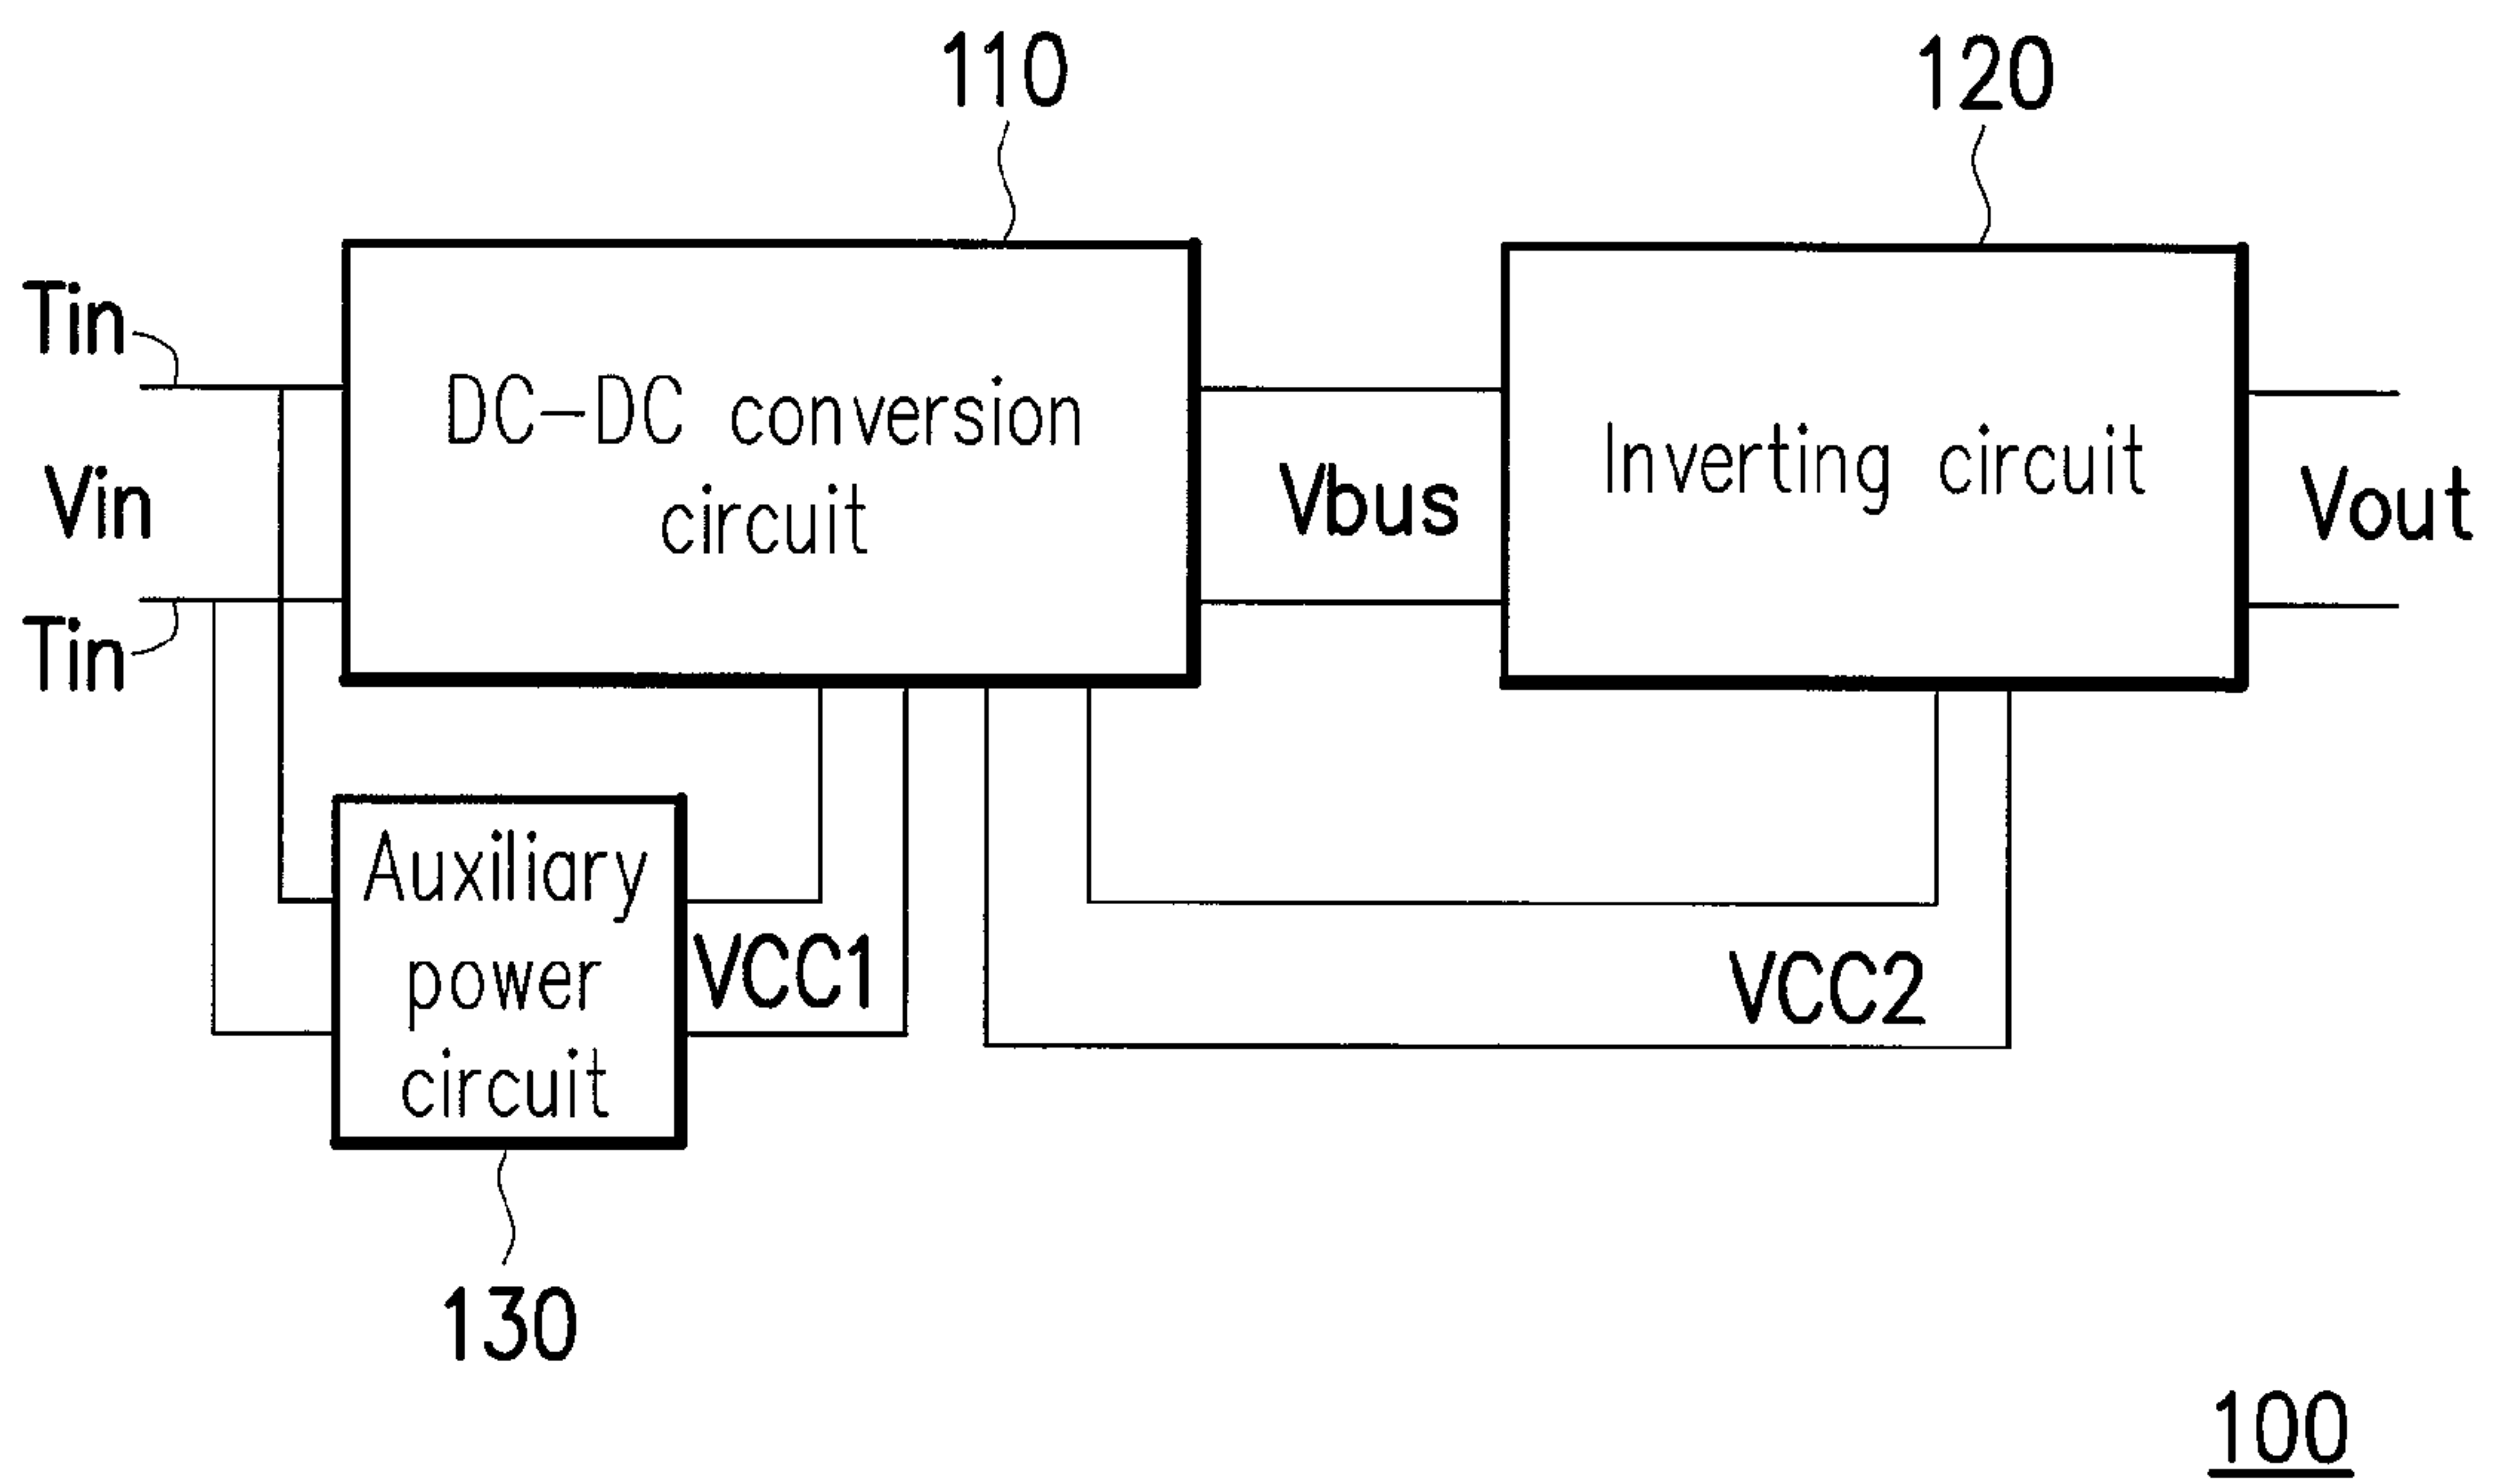 110
120
Tin
DC-DC conversion
circuit
Inverting circuit
Vin
Vbus
Vout
Tin
Auxiliary
power
circuit
VCC1
VCC2
130
100